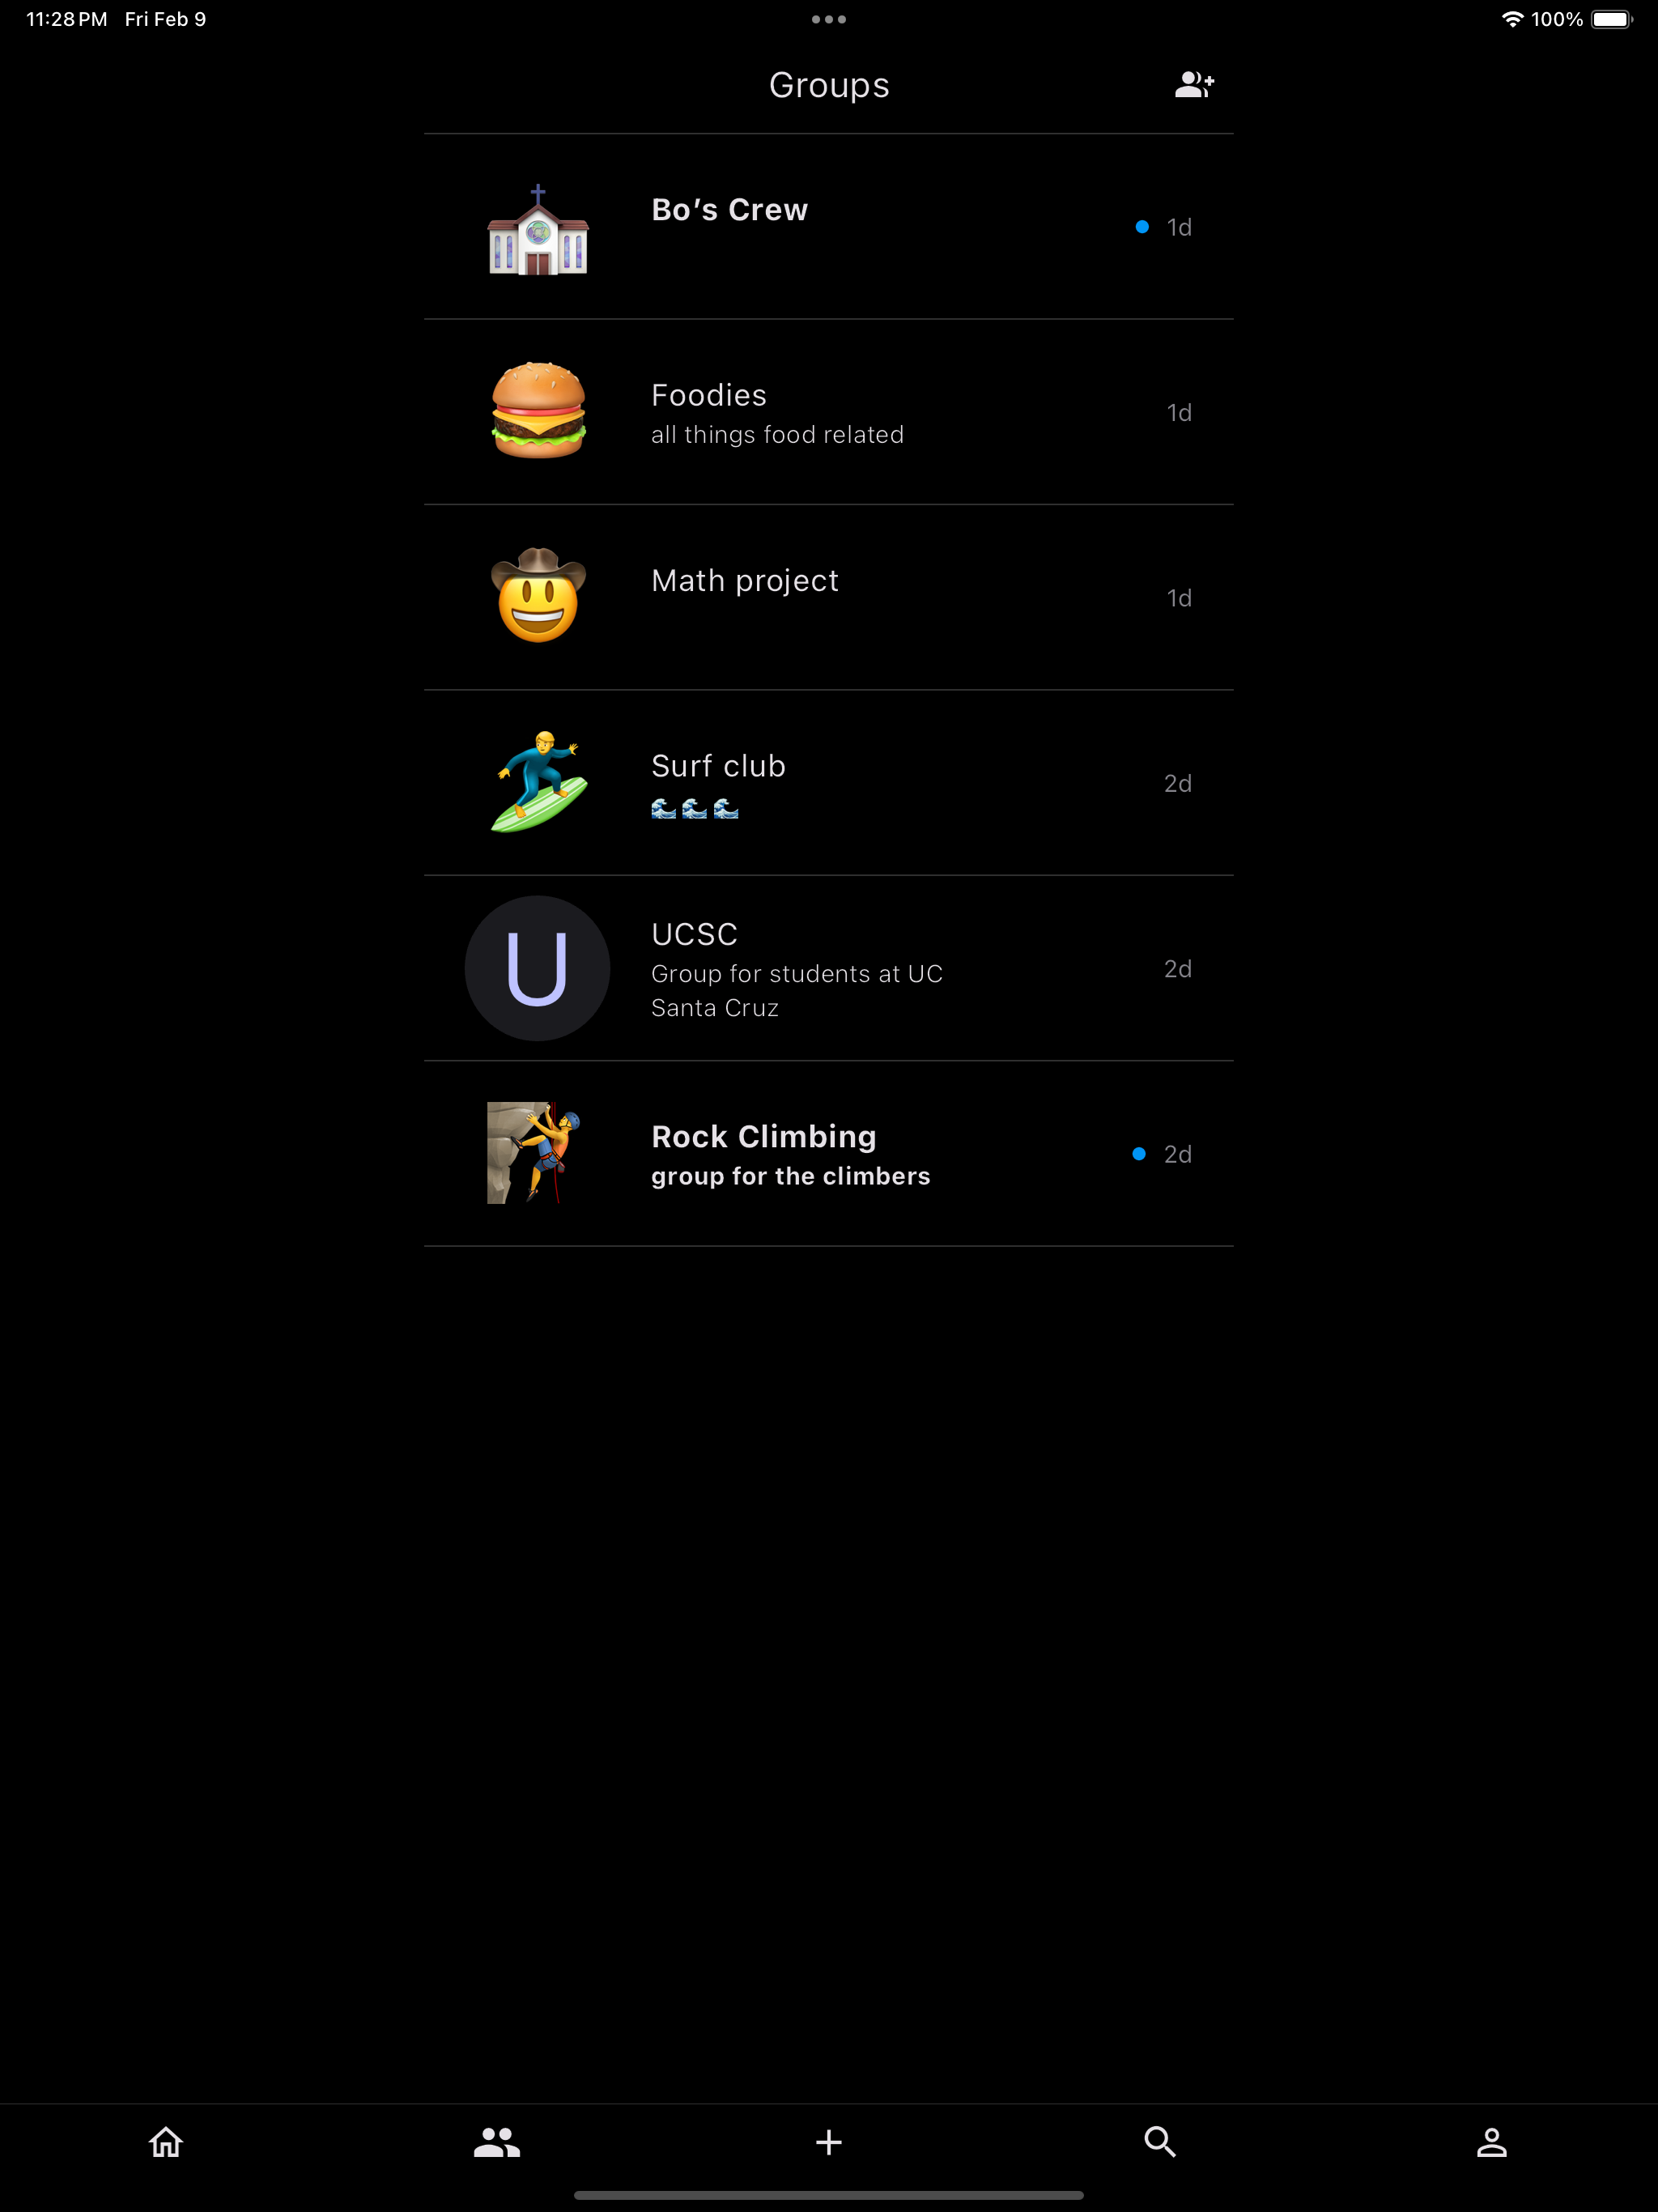 11:28 PM Fri Feb 9
100%
Groups
Bo’s Crew
1d
Foodies
all things food related
1d
Math project
1d
Surf club
🌊🌊🌊
2d
U
UCSC
Group for students at UC
Santa Cruz
2d
Rock Climbing
group for the climbers
2d